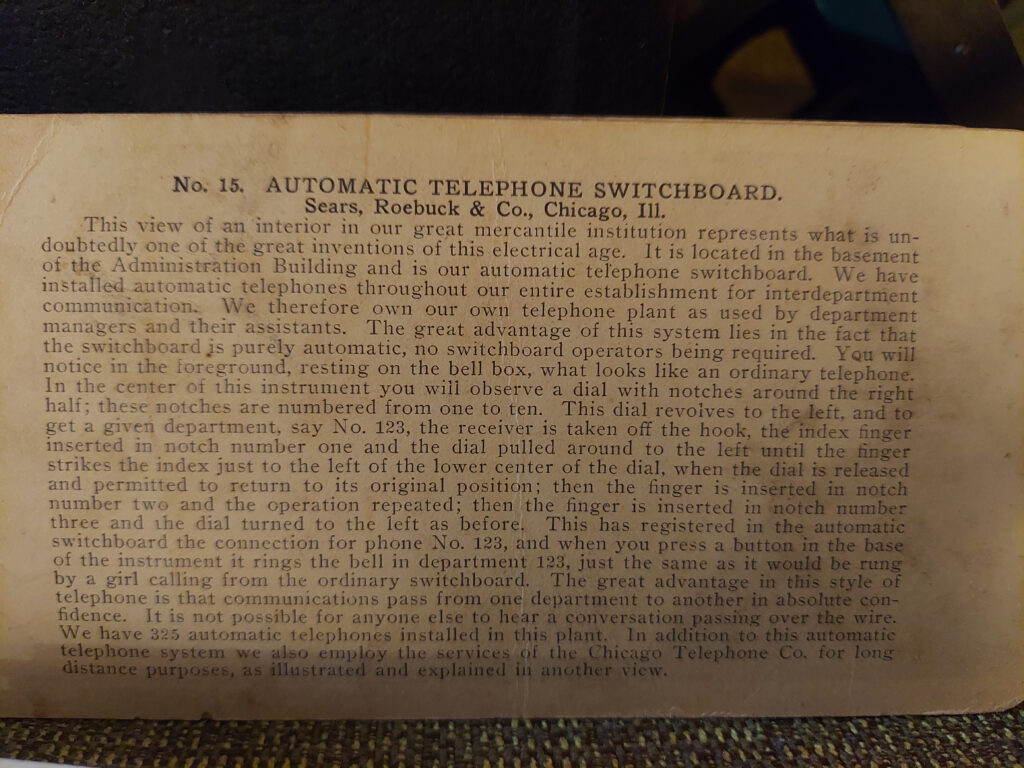 No. 15. AUTOMATIC TELEPHONE SWITCHBOARD.
Sears, Roebuck & Co., Chicago, Ill.
This view of an interior in our great mercantile institution represents what is un-
doubtedly one of the great inventions of this electrical age. It is located in the basement
of the Administration Building and is our automatic telephone switchboard. We have
installed automatic telephones throughout our entire establishment for interdepartment
communication. We therefore own our own telephone plant as used by department
managers and their assistants. The great advantage of this system lies in the fact that
the switchboard is purely automatic, no switchboard operators being required. You will
notice in the foreground, resting on the bell box, what looks like an ordinary telephone.
In the center of this instrument you will observe a dial with notches around the right
half; these notches are numbered from one to ten. This dial revolves to the left, and to
get a given department, say No. 123, the receiver is taken off the hook, the index finger
inserted in notch number one and the dial pulled around to the left until the finger
strikes the index just to the left of the lower center of the dial, when the dial is released
and permitted to return to its original position; then the finger is inserted in notch
number two and the operation repeated; then the finger is inserted in notch number
three and the dial turned to the left as before. This has registered in the automatic
switchboard the connection for phone No. 123, and when you press a button in the base
of the instrument it rings the bell in department 123, just the same as it would be rung
by a girl calling from the ordinary switchboard. The great advantage in this style of
telephone is that communications pass from one department to another in absolute con-
fidence. It is not possible for anyone else to hear a conversation passing over the wire.
We have 325 automatic telephones installed in this plant. In addition to this automatic
telephone system we also employ the services of the Chicago Telephone Co. for long
distance purposes, as illustrated and explained in another view.